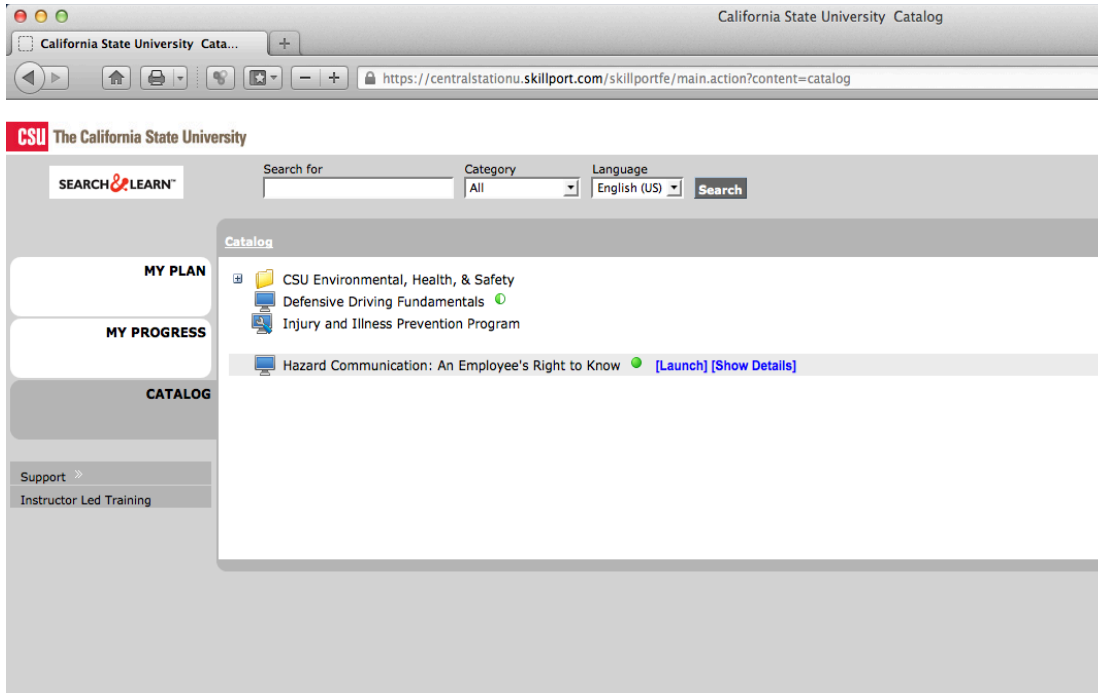 California State University Catalog
California State University Cata...
https://centralstationu.skillport.com/skillportfe/main.action?content=catalog
CSU The California State University
SEARCH & LEARN™
Search for
Category
Language
All
English (US)
Search
Catalog
MY PLAN
MY PROGRESS
CATALOG
Support »
Instructor Led Training
CSU Environmental, Health, & Safety
Defensive Driving Fundamentals
Injury and Illness Prevention Program
Hazard Communication: An Employee's Right to Know [Launch] [Show Details]